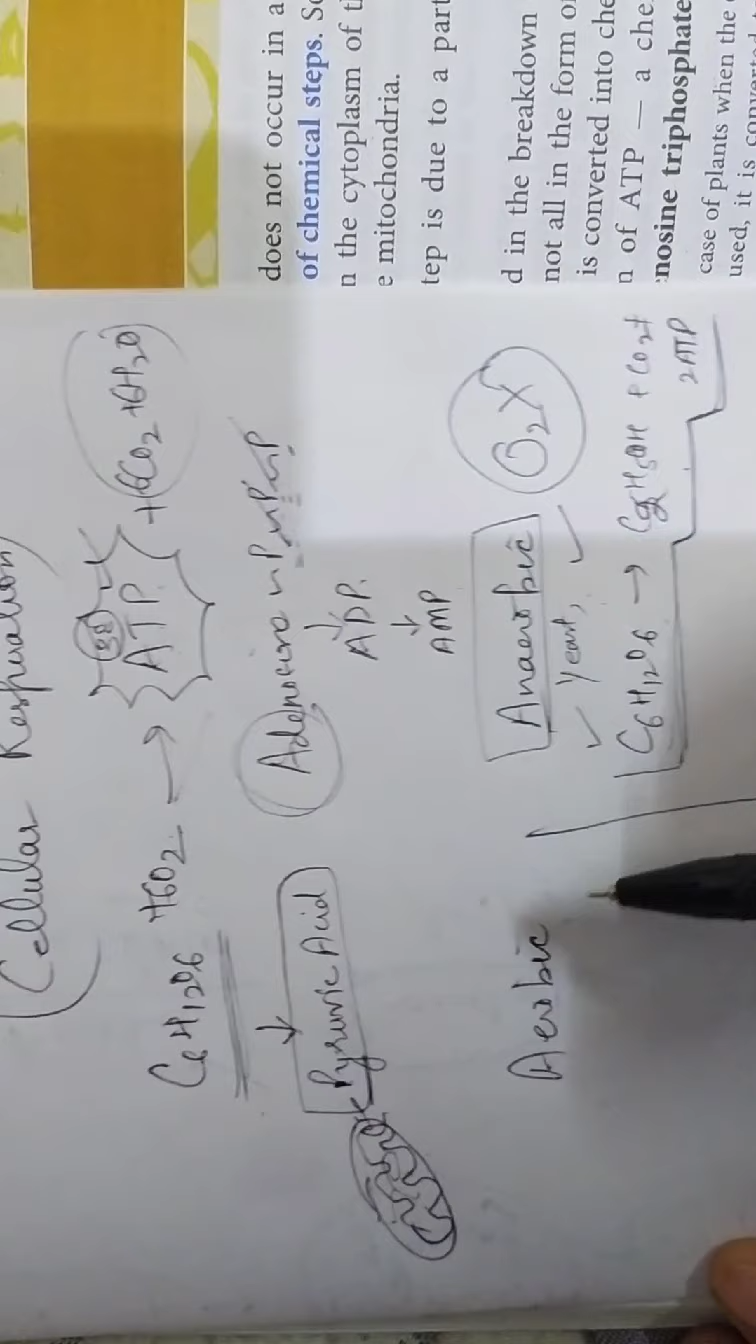 Cellular Respiration
C6H12O6 + 6O2 → 38 ATP + 6CO2 + 6H2O
Adenosine ~P~P~P
↓
Pyruvic Acid
↓
ADP
↓
AMP
Aerobic
Anaerobic O2X
✓ Yeast, ✓
C6H12O6 → C2H5OH + CO2 +
2ATP
does not occur in a
of chemical steps.
n the cytoplasm of
e mitochondria.
tep is due to a part
d in the breakdown
not all in the form
is converted into che
n of ATP — a che
nosine triphosphate
case of plants when the
used, it is converted